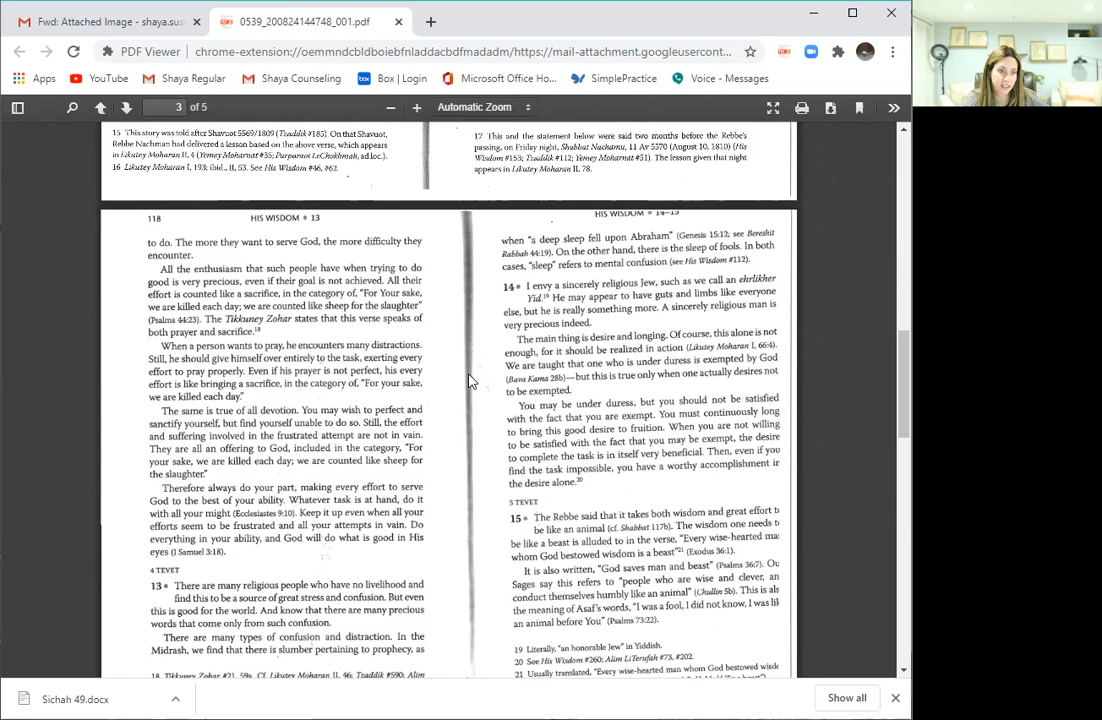 Fwd: Attached Image - shaya.sus
0539_200824144748_001.pdf
PDF Viewer
chrome-extension://oemmndcbldboiebfnladdacbdfmadadm/https://mail-attachment.googleusercont...
Apps
YouTube
Shaya Regular
Shaya Counseling
Box | Login
Microsoft Office Ho...
SimplePractice
Voice - Messages
3 of 5
Automatic Zoom
15 This story was told after Shavuot 5569/1809 (Tzaddik #185). On that Shavuot,
Rebbe Nachman had delivered a lesson based on the above verse, which appears
in Likutey Moharan II, 4 (Yemey Moharnat #35; Parparaot LeChokhmah, ad loc.).
16 Likutey Moharan I, 193; ibid., II, 53. See His Wisdom #46, #62.
17 This and the statement below were said two months before the Rebbe's
passing, on Friday night, Shabbat Nachamu, 11 Av 5570 (August 10, 1810) (His
Wisdom #153; Tzaddik #112; Yemey Moharnat #51). The lesson given that night
appears in Likutey Moharan II, 78.
118 HIS WISDOM • 13
to do. The more they want to serve God, the more difficulty they
encounter.
All the enthusiasm that such people have when trying to do
good is very precious, even if their goal is not achieved. All their
effort is counted like a sacrifice, in the category of, "For Your sake,
we are killed each day; we are counted like sheep for the slaughter"
(Psalms 44:23). The Tikkuney Zohar states that this verse speaks of
both prayer and sacrifice.18
When a person wants to pray, he encounters many distractions.
Still, he should give himself over entirely to the task, exerting every
effort to pray properly. Even if his prayer is not perfect, his every
effort is like bringing a sacrifice, in the category of, "For your sake,
we are killed each day."
The same is true of all devotion. You may wish to perfect and
sanctify yourself, but find yourself unable to do so. Still, the effort
and suffering involved in the frustrated attempt are not in vain.
They are all an offering to God, included in the category, "For
your sake, we are killed each day; we are counted like sheep for
the slaughter."
Therefore always do your part, making every effort to serve
God to the best of your ability. Whatever task is at hand, do it
with all your might (Ecclesiastes 9:10). Keep it up even when all your
efforts seem to be frustrated and all your attempts in vain. Do
everything in your ability, and God will do what is good in His
eyes (I Samuel 3:18).
4 TEVET
13• There are many religious people who have no livelihood and
find this to be a source of great stress and confusion. But even
this is good for the world. And know that there are many precious
words that come only from such confusion.
There are many types of confusion and distraction. In the
Midrash, we find that there is slumber pertaining to prophecy, as
18 Tikkuney Zohar #21, 59a. Cf. Likutey Moharan II, 46; Tzaddik #590; Alim
HIS WISDOM • 14-15
when "a deep sleep fell upon Abraham" (Genesis 15:12; see Bereshit
Rabbah 44:19). On the other hand, there is the sleep of fools. In both
cases, "sleep" refers to mental confusion (see His Wisdom #112).
14• I envy a sincerely religious Jew, such as we call an ehrlikher
Yid.19 He may appear to have guts and limbs like everyone
else, but he is really something more. A sincerely religious man is
very precious indeed.
The main thing is desire and longing. Of course, this alone is not
enough, for it should be realized in action (Likutey Moharan I, 66:4).
We are taught that one who is under duress is exempted by God
(Bava Kama 28b)—but this is true only when one actually desires not
to be exempted.
You may be under duress, but you should not be satisfied
with the fact that you are exempt. You must continuously long
to bring this good desire to fruition. When you are not willing
to be satisfied with the fact that you may be exempt, the desire
to complete the task is in itself very beneficial. Then, even if you
find the task impossible, you have a worthy accomplishment in
the desire alone.20
5 TEVET
15• The Rebbe said that it takes both wisdom and great effort to
be like an animal (cf. Shabbat 117b). The wisdom one needs to
be like a beast is alluded to in the verse, "Every wise-hearted ma
whom God bestowed wisdom is a beast"21 (Exodus 36:1).
It is also written, "God saves man and beast" (Psalms 36:7). Ou
Sages say this refers to "people who are wise and clever, an
conduct themselves humbly like an animal" (Chullin 5b). This is als
the meaning of Asaf's words, "I was a fool, I did not know, I was lik
an animal before You" (Psalms 73:22).
19 Literally, "an honorable Jew" in Yiddish.
20 See His Wisdom #260; Alim LiTerufah #73, #202.
21 Usually translated, "Every wise-hearted man whom God bestowed wisdo
Sichah 49.docx
Show all